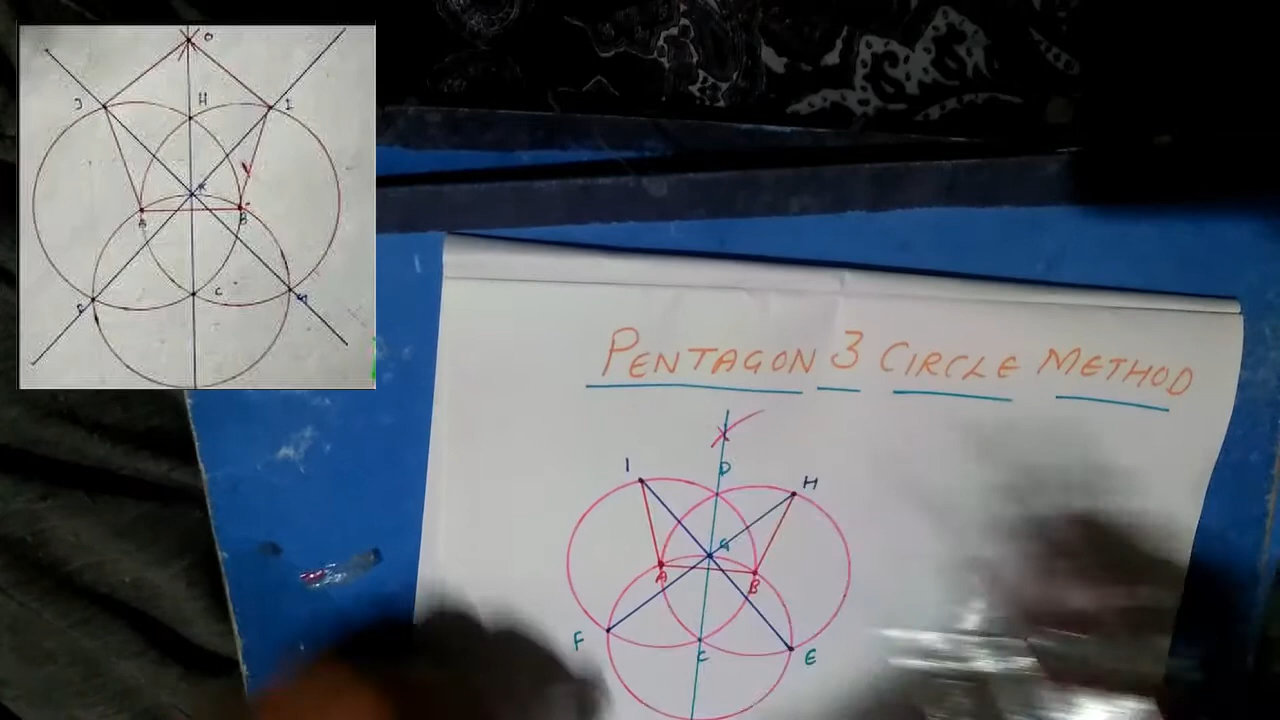 O
J H I
K
A B
C
PENTAGON 3 CIRCLE METHOD
D
I H
G
A B
F C E